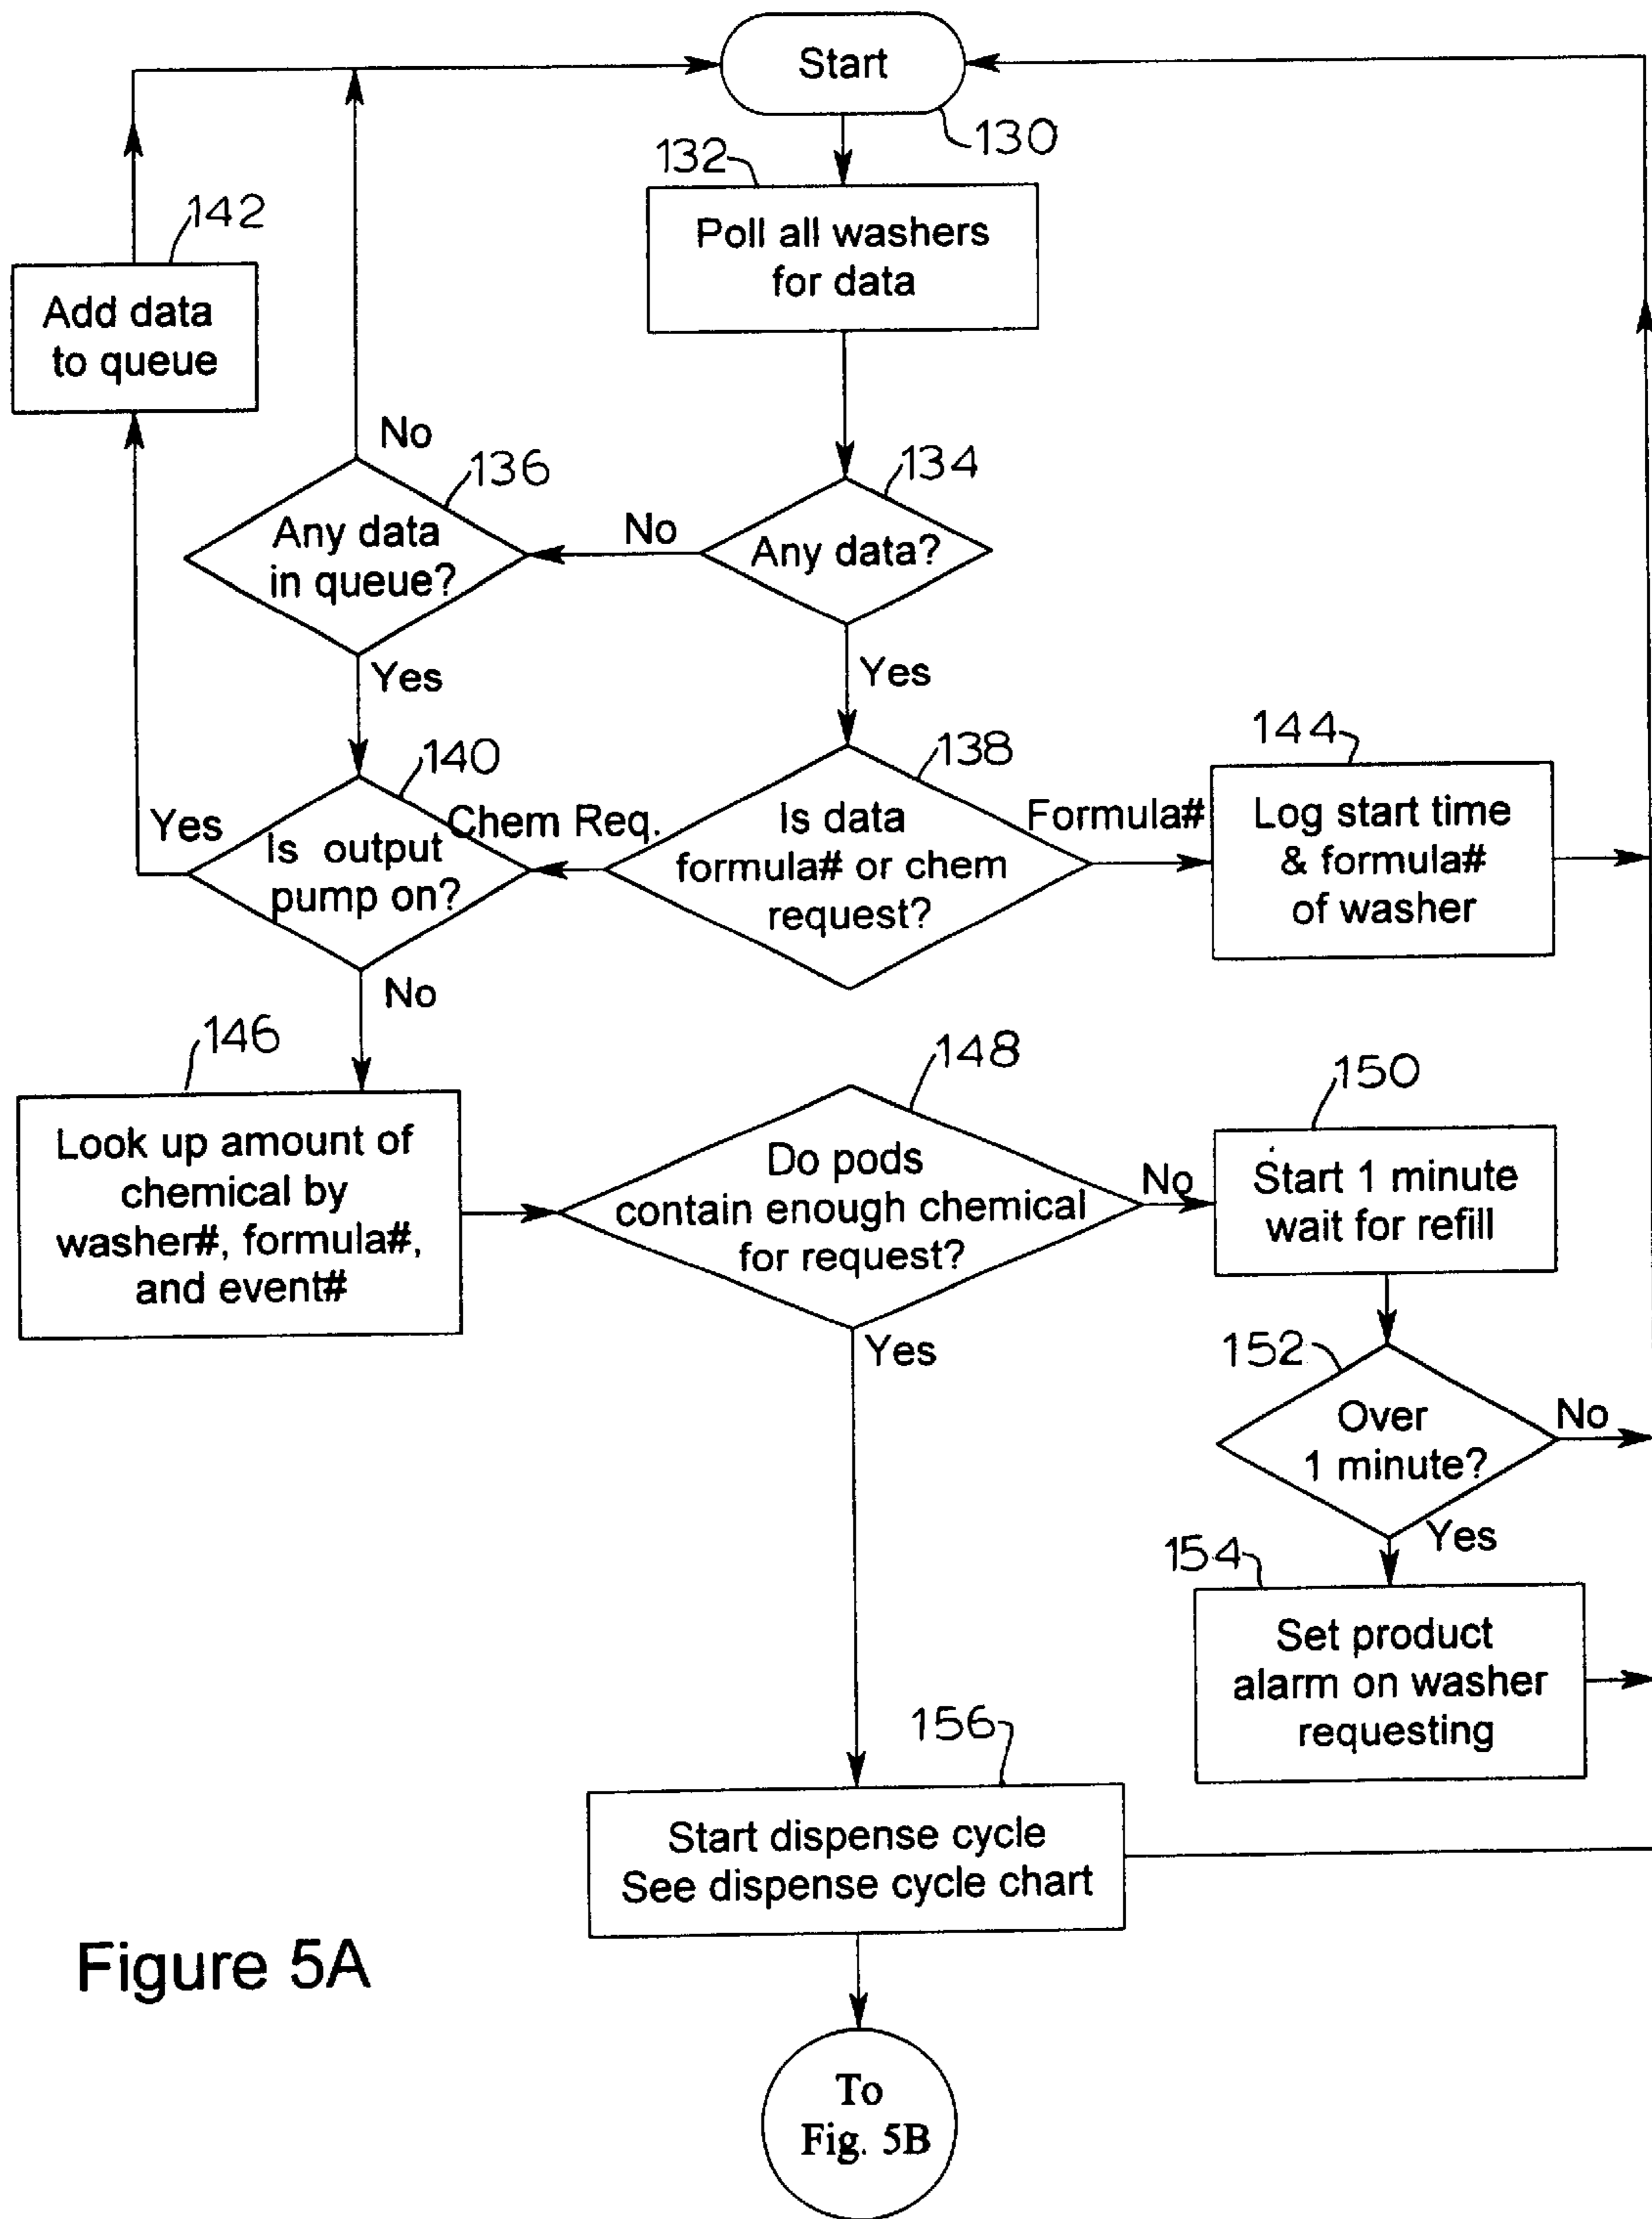 Start
130
132
Poll all washers
for data
142
Add data
to queue
No
136
Any data
in queue?
No
134
Any data?
Yes
Yes
140
Is output
pump on?
Yes
Chem Req.
138
Is data
formula# or chem
request?
Formula#
144
Log start time
& formula#
of washer
No
146
Look up amount of
chemical by
washer#, formula#,
and event#
148
Do pods
contain enough chemical
for request?
No
150
Start 1 minute
wait for refill
Yes
152
Over
1 minute?
No
Yes
154
Set product
alarm on washer
requesting
156
Start dispense cycle
See dispense cycle chart
Figure 5A
To
Fig. 5B